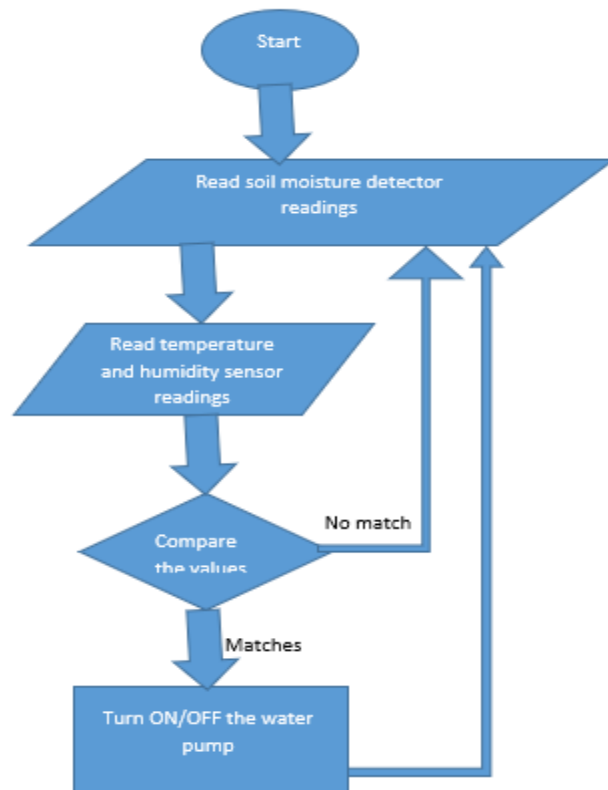 Start
Read soil moisture detector
readings
Read temperature
and humidity sensor
readings
Compare
the values
No match
Matches
Turn ON/OFF the water
pump